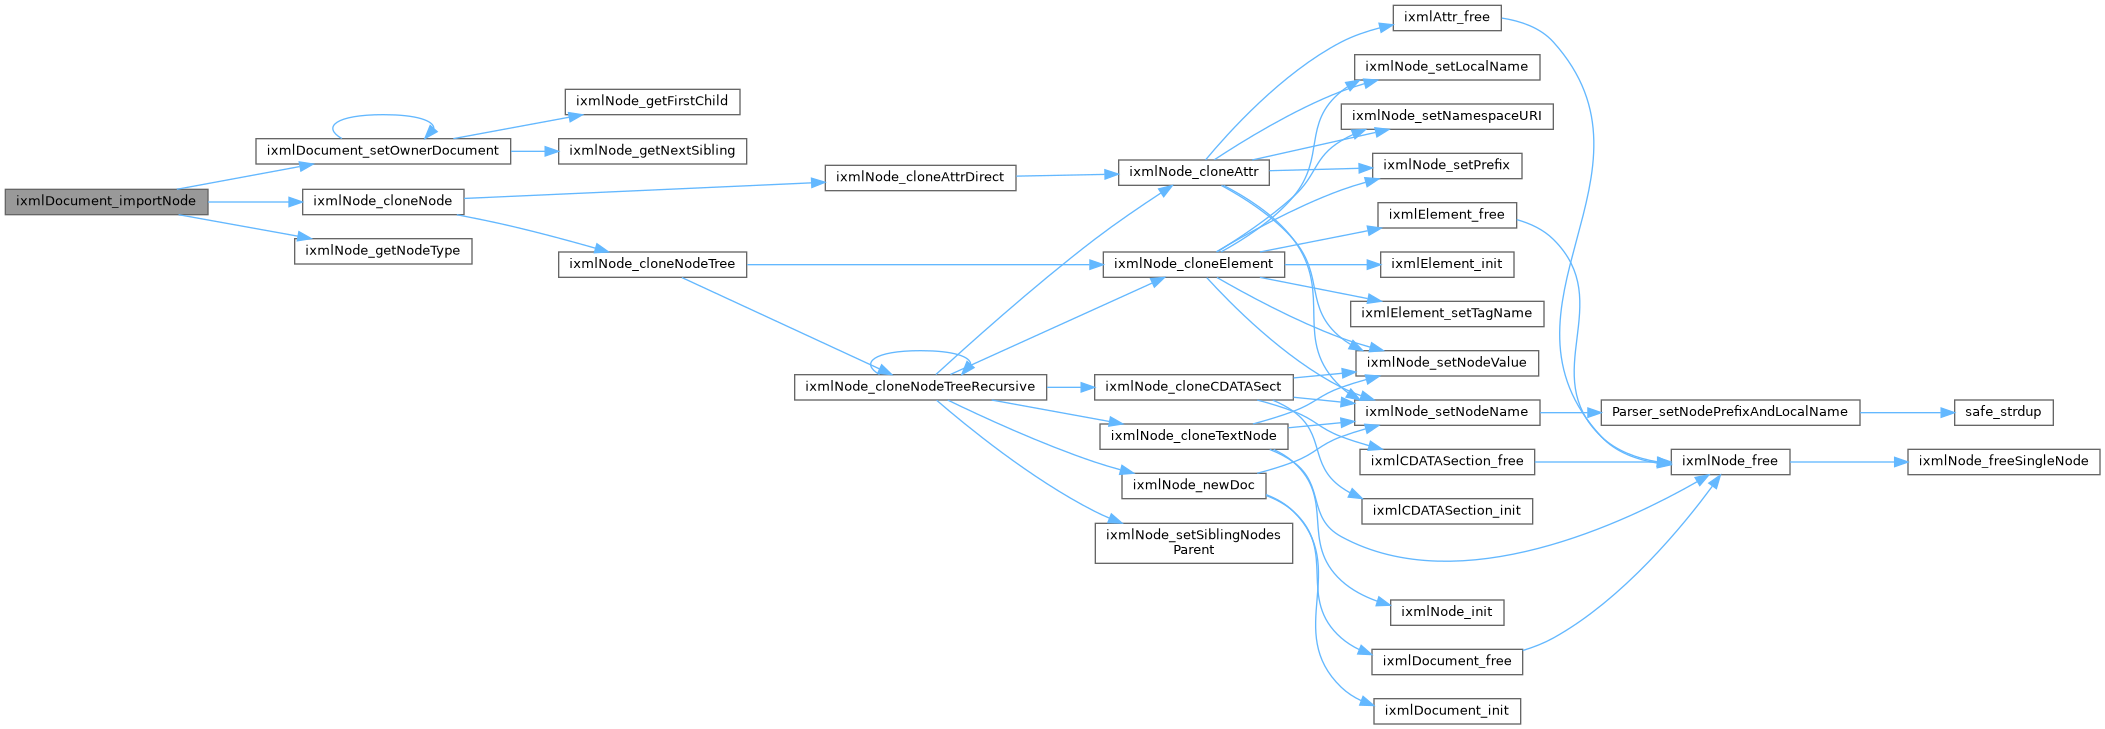 ixmlDocument_importNode
ixmlDocument_setOwnerDocument
ixmlNode_cloneNode
ixmlNode_getNodeType
ixmlNode_getFirstChild
ixmlNode_getNextSibling
ixmlNode_cloneNodeTree
ixmlNode_cloneAttrDirect
ixmlNode_cloneNodeTreeRecursive
ixmlNode_cloneAttr
ixmlNode_cloneElement
ixmlNode_cloneCDATASect
ixmlNode_cloneTextNode
ixmlNode_newDoc
ixmlNode_setSiblingNodes
Parent
ixmlAttr_free
ixmlNode_setLocalName
ixmlNode_setNamespaceURI
ixmlNode_setPrefix
ixmlElement_free
ixmlElement_init
ixmlElement_setTagName
ixmlNode_setNodeValue
ixmlNode_setNodeName
ixmlCDATASection_free
ixmlCDATASection_init
ixmlNode_init
ixmlDocument_free
ixmlDocument_init
Parser_setNodePrefixAndLocalName
ixmlNode_free
safe_strdup
ixmlNode_freeSingleNode